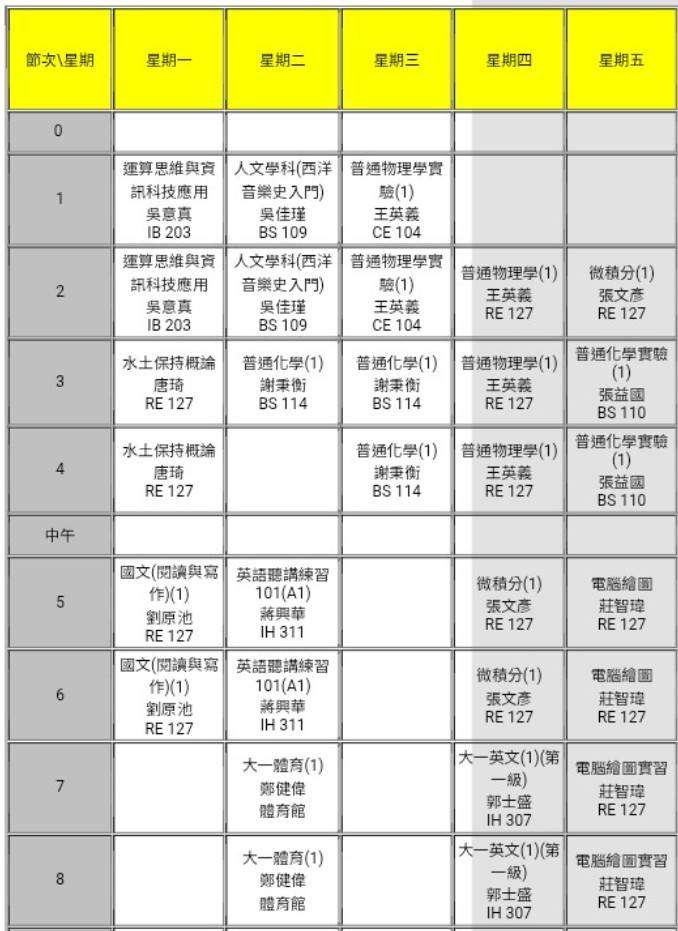 節次\星期
星期一
星期二
星期三
星期四
星期五
0
1
運算思維與資
訊科技應用
吳意真
IB 203
人文學科(西洋
音樂史入門)
吳佳瑾
BS 109
普通物理學實
驗(1)
王英義
CE 104
2
運算思維與資
訊科技應用
吳意真
IB 203
人文學科(西洋
音樂史入門)
吳佳瑾
BS 109
普通物理學實
驗(1)
王英義
CE 104
普通物理學(1)
王英義
RE 127
微積分(1)
張文彥
RE 127
3
水土保持概論
唐琦
RE 127
普通化學(1)
謝秉衡
BS 114
普通化學(1)
謝秉衡
BS 114
普通物理學(1)
王英義
RE 127
普通化學實驗
(1)
張益國
BS 110
4
水土保持概論
唐琦
RE 127
普通化學(1)
謝秉衡
BS 114
普通物理學(1)
王英義
RE 127
普通化學實驗
(1)
張益國
BS 110
中午
5
國文(閱讀與寫
作)(1)
劉原池
RE 127
英語聽講練習
101(A1)
蔣興華
IH 311
微積分(1)
張文彥
RE 127
電腦繪圖
莊智瑋
RE 127
6
國文(閱讀與寫
作)(1)
劉原池
RE 127
英語聽講練習
101(A1)
蔣興華
IH 311
微積分(1)
張文彥
RE 127
電腦繪圖
莊智瑋
RE 127
7
大一體育(1)
鄭健偉
體育館
大一英文(1)(第
一級)
郭士盛
IH 307
電腦繪圖實習
莊智瑋
RE 127
8
大一體育(1)
鄭健偉
體育館
大一英文(1)(第
一級)
郭士盛
IH 307
電腦繪圖實習
莊智瑋
RE 127